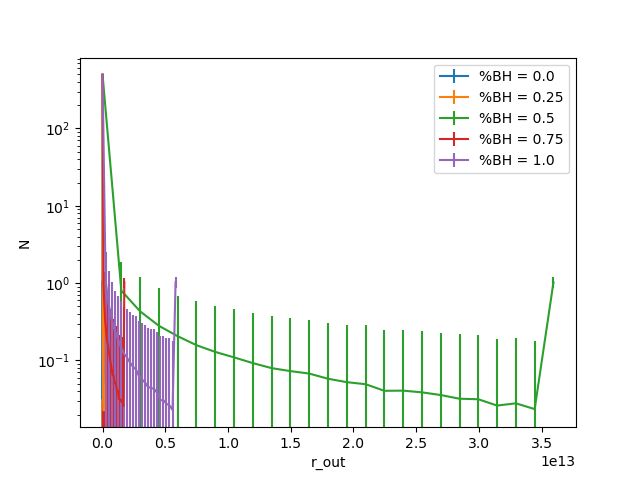 %BH = 0.0
%BH = 0.25
%BH = 0.5
%BH = 0.75
%BH = 1.0
10²
10¹
10⁰
10⁻¹
N
0.0 0.5 1.0 1.5 2.0 2.5 3.0 3.5
1e13
r_out